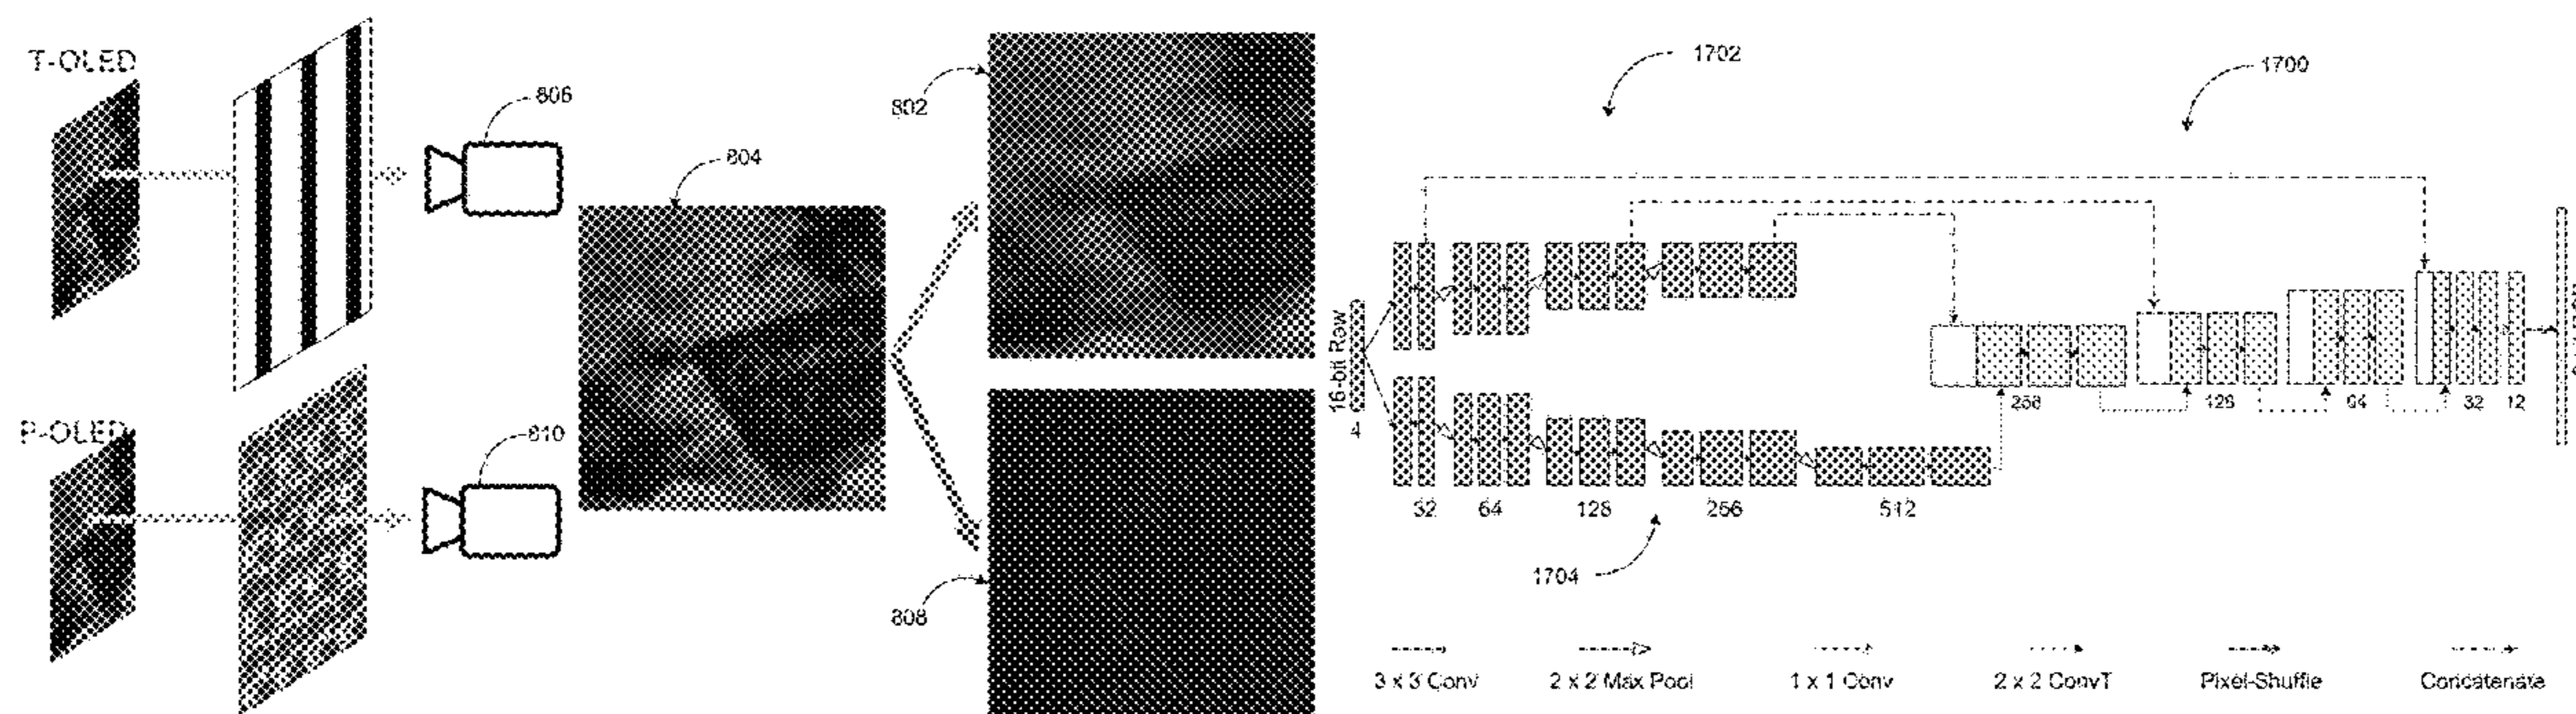 T-OLED
806
804
P-OLED
810
802
808
1702
1700
16-bit Raw
4
32
64
128
256
512
1704
256
128
64
32
12
3 x 3 Conv
2 x 2 Max Pool
1 x 1 Conv
2 x 2 ConvT
Pixel-Shuffle
Concatenate